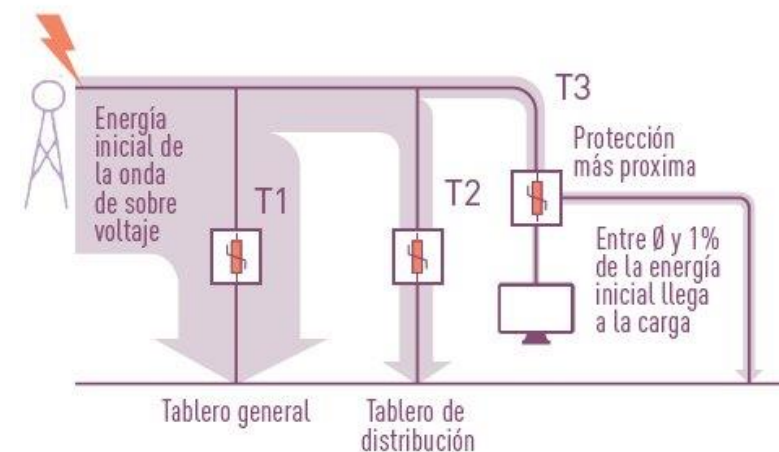 Energía
inicial de
la onda
de sobre
voltaje
T1
T2
T3
Protección
más proxima
Entre Ø y 1%
de la energía
inicial llega
a la carga
Tablero general
Tablero de
distribución